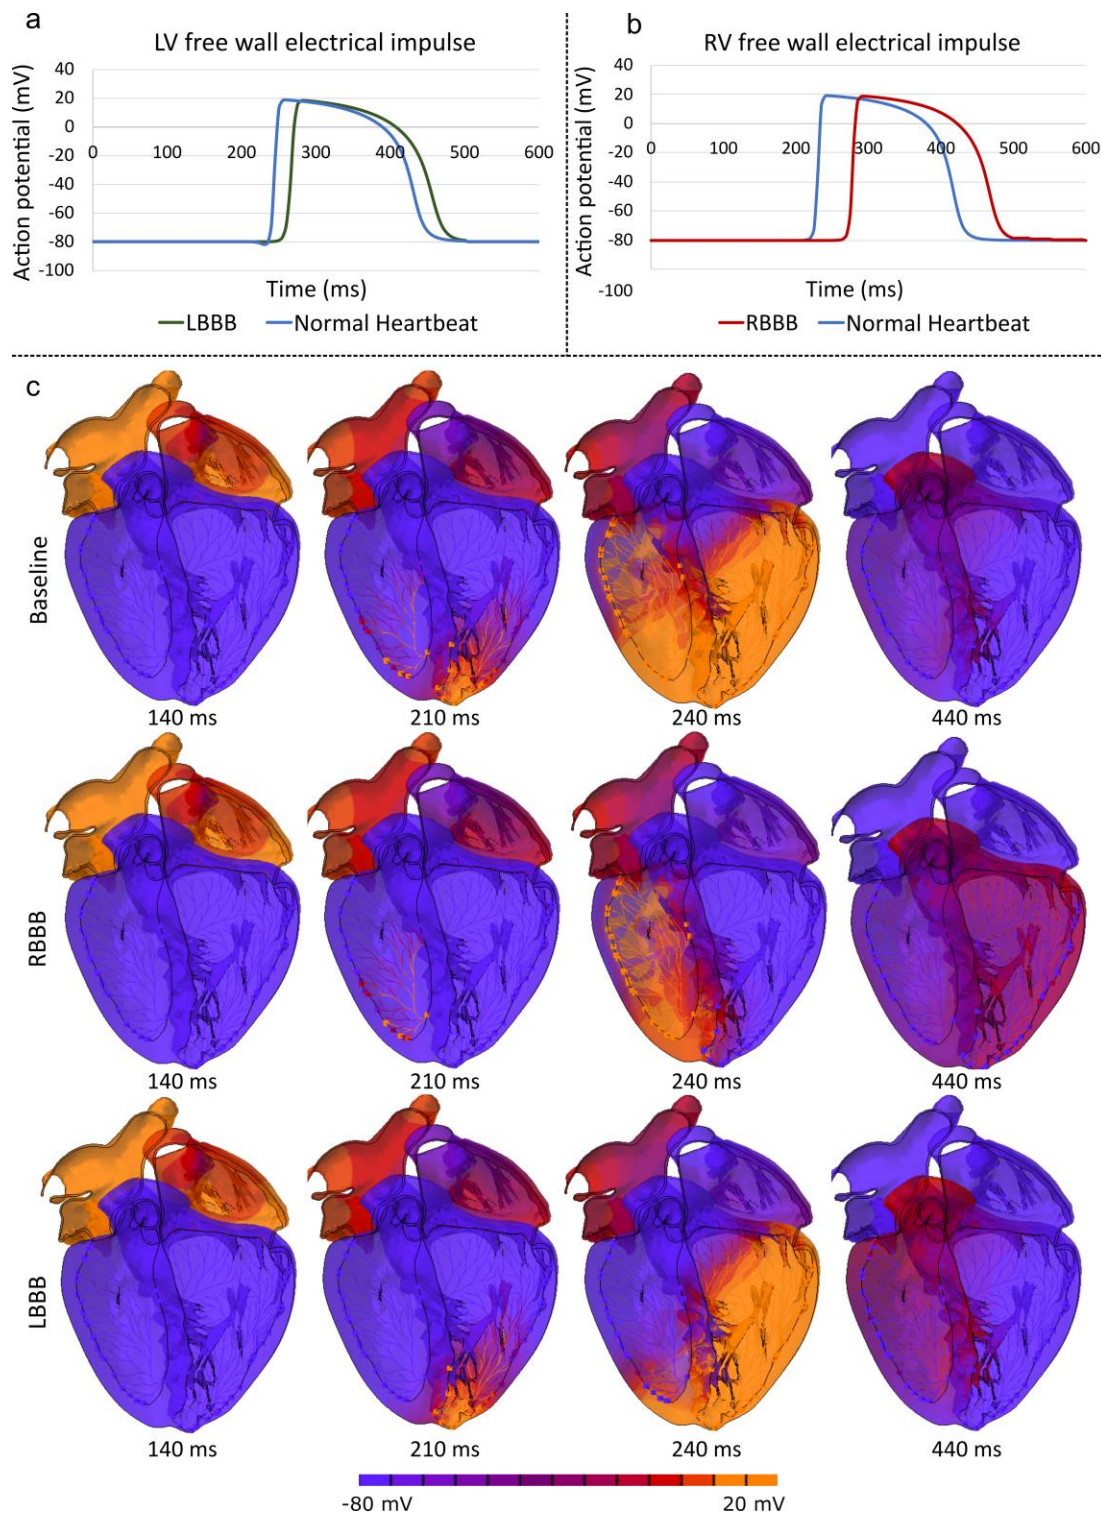 a
LV free wall electrical impulse
Action potential (mV)
40
20
0
-20
-40
-60
-80
-100
0 100 200 300 400 500 600
Time (ms)
LBBB Normal Heartbeat
b
RV free wall electrical impulse
Action potential (mV)
40
20
0
-20
-40
-60
-80
-100
0 100 200 300 400 500 600
Time (ms)
RBBB Normal Heartbeat
c
Baseline
140 ms 210 ms 240 ms 440 ms
RBBB
140 ms 210 ms 240 ms 440 ms
LBBB
140 ms 210 ms 240 ms 440 ms
-80 mV 20 mV